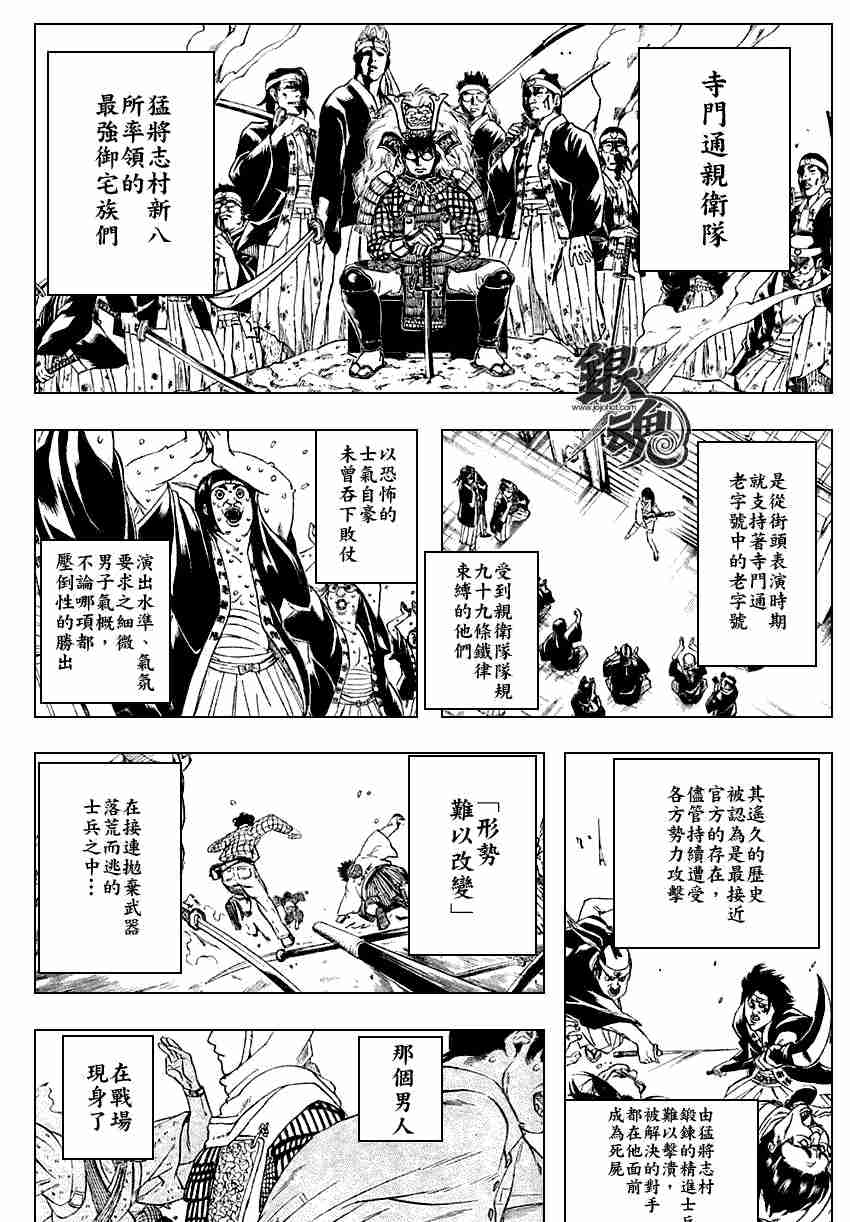 寺門通親衛隊
猛將志村新八
所率領的
最強御宅族們
銀魂
www.jojohot.com
是從街頭表演時期
就支持著寺門通
老字號中的老字號
受到親衛隊隊規
九十九條鐵律
束縛的他們
以恐怖的
士氣自豪
未曾吞下敗仗
演出水準、氣氛
要求之細微
男子氣概，
不論哪項都
壓倒性的勝出
其遙久的歷史
被認為是最接近
官方的存在，
儘管持續遭受
各方勢力攻擊
由猛將志村
鍛鍊的精進士兵
難以擊潰，
被解決的對手
都在他面前
成為死屍
「形勢
難以改變」
在接連拋棄武器
落荒而逃的
士兵之中…
那個男人
在戰場
現身了